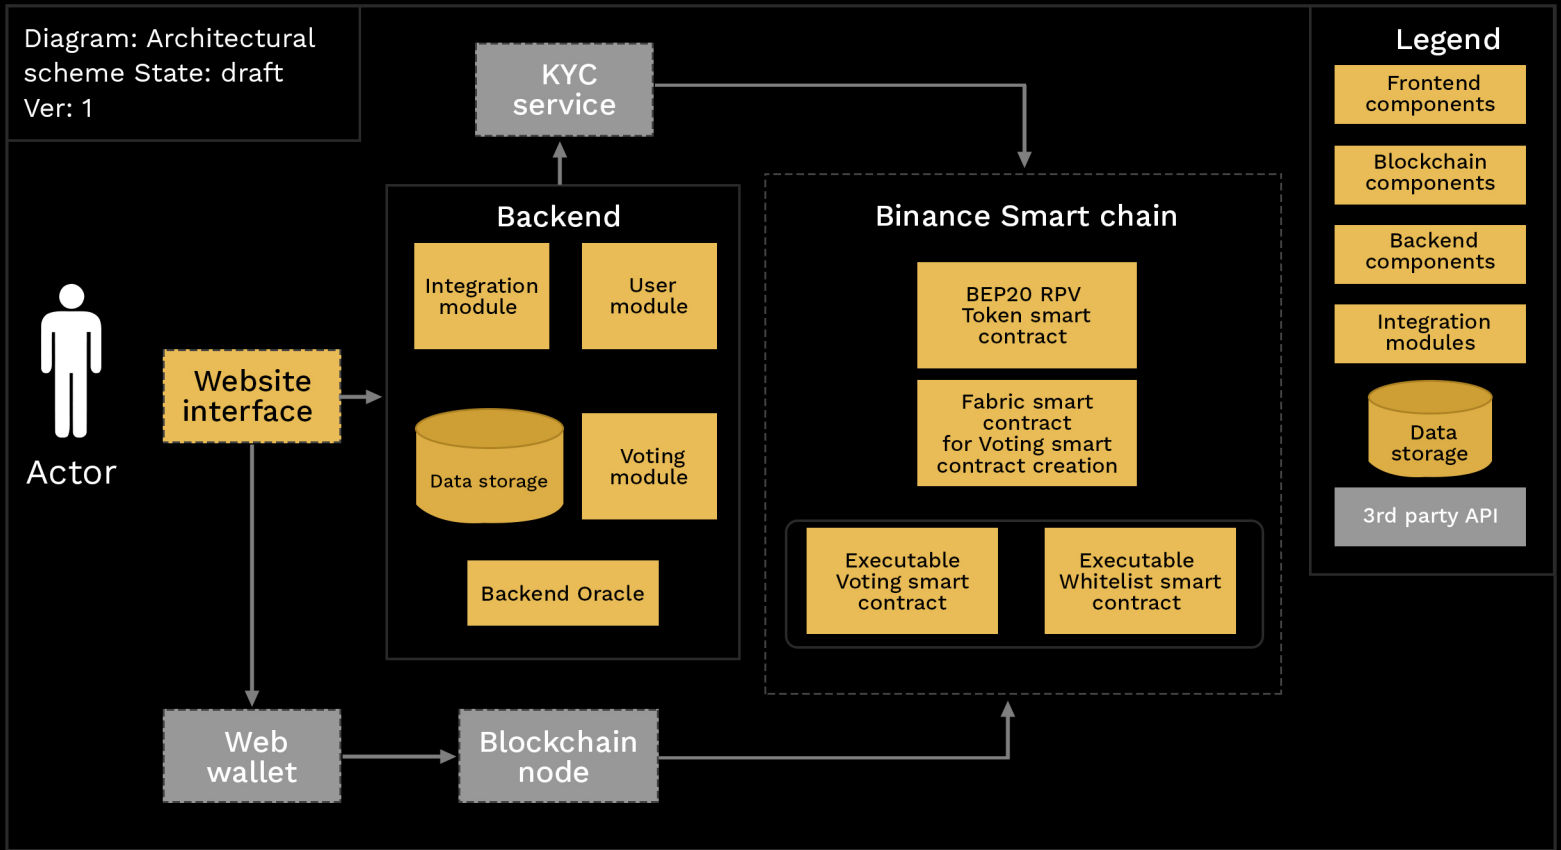 Diagram: Architectural
scheme State: draft
Ver: 1
KYC
service
Legend
Frontend
components
Blockchain
components
Backend
components
Integration
modules
Data
storage
3rd party API
Backend
Integration
module
User
module
Data storage
Voting
module
Backend Oracle
Binance Smart chain
BEP20 RPV
Token smart
contract
Fabric smart
contract
for Voting smart
contract creation
Executable
Voting smart
contract
Executable
Whitelist smart
contract
Actor
Website
interface
Web
wallet
Blockchain
node